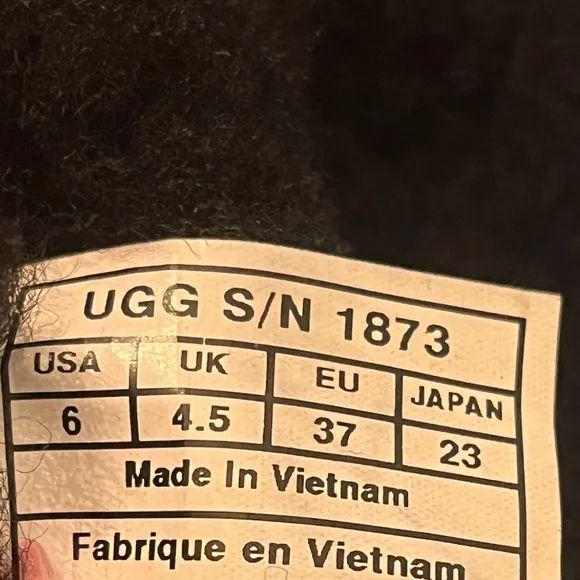 UGG S/N 1873
USA UK EU JAPAN
6 4.5 37 23
Made In Vietnam
Fabrique en Vietnam